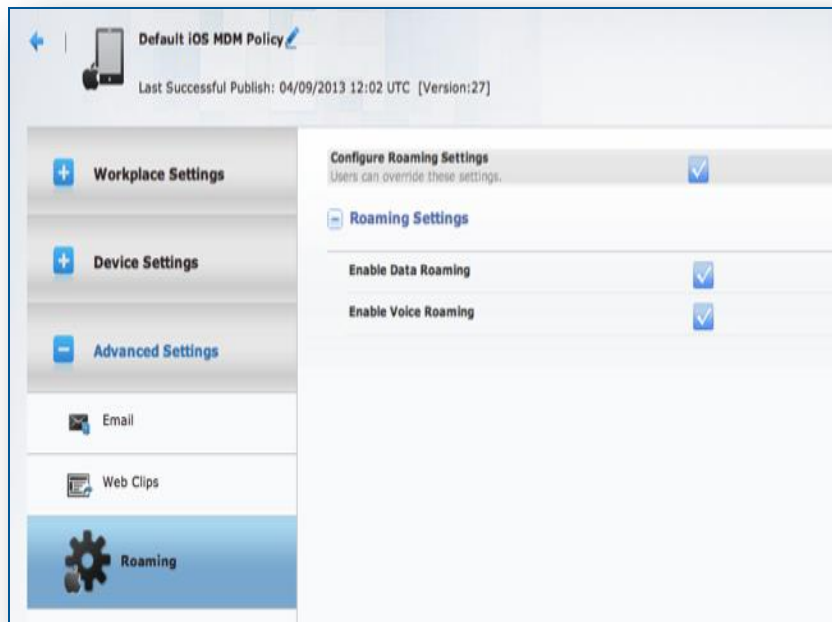 Default iOS MDM Policy
Last Successful Publish: 04/09/2013 12:02 UTC [Version:27]
Workplace Settings
Device Settings
Advanced Settings
Email
Web Clips
Roaming
Configure Roaming Settings
Users can override these settings.
Roaming Settings
Enable Data Roaming
Enable Voice Roaming